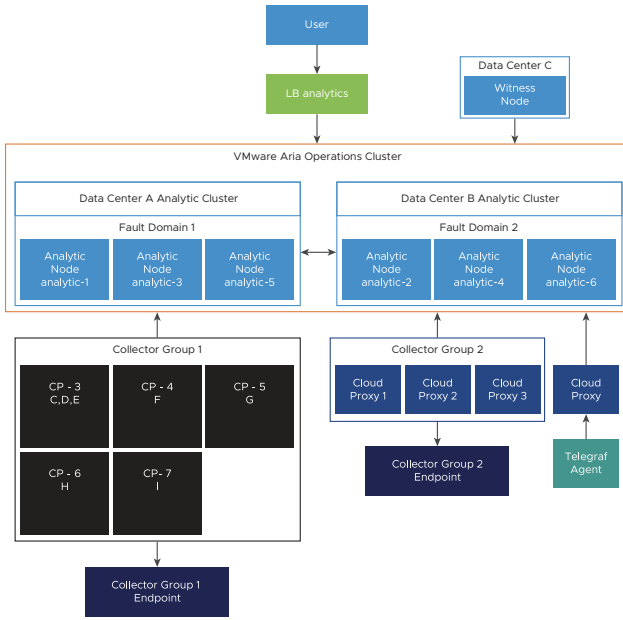 User
LB analytics
Data Center C
Witness
Node
VMware Aria Operations Cluster
Data Center A Analytic Cluster
Fault Domain 1
Analytic
Node
analytic-1
Analytic
Node
analytic-3
Analytic
Node
analytic-5
Data Center B Analytic Cluster
Fault Domain 2
Analytic
Node
analytic-2
Analytic
Node
analytic-4
Analytic
Node
analytic-6
Collector Group 1
CP - 3
C,D,E
CP - 4
F
CP - 5
G
CP - 6
H
CP - 7
I
Collector Group 1
Endpoint
Collector Group 2
Cloud
Proxy 1
Cloud
Proxy 2
Cloud
Proxy 3
Collector Group 2
Endpoint
Cloud
Proxy
Telegraf
Agent